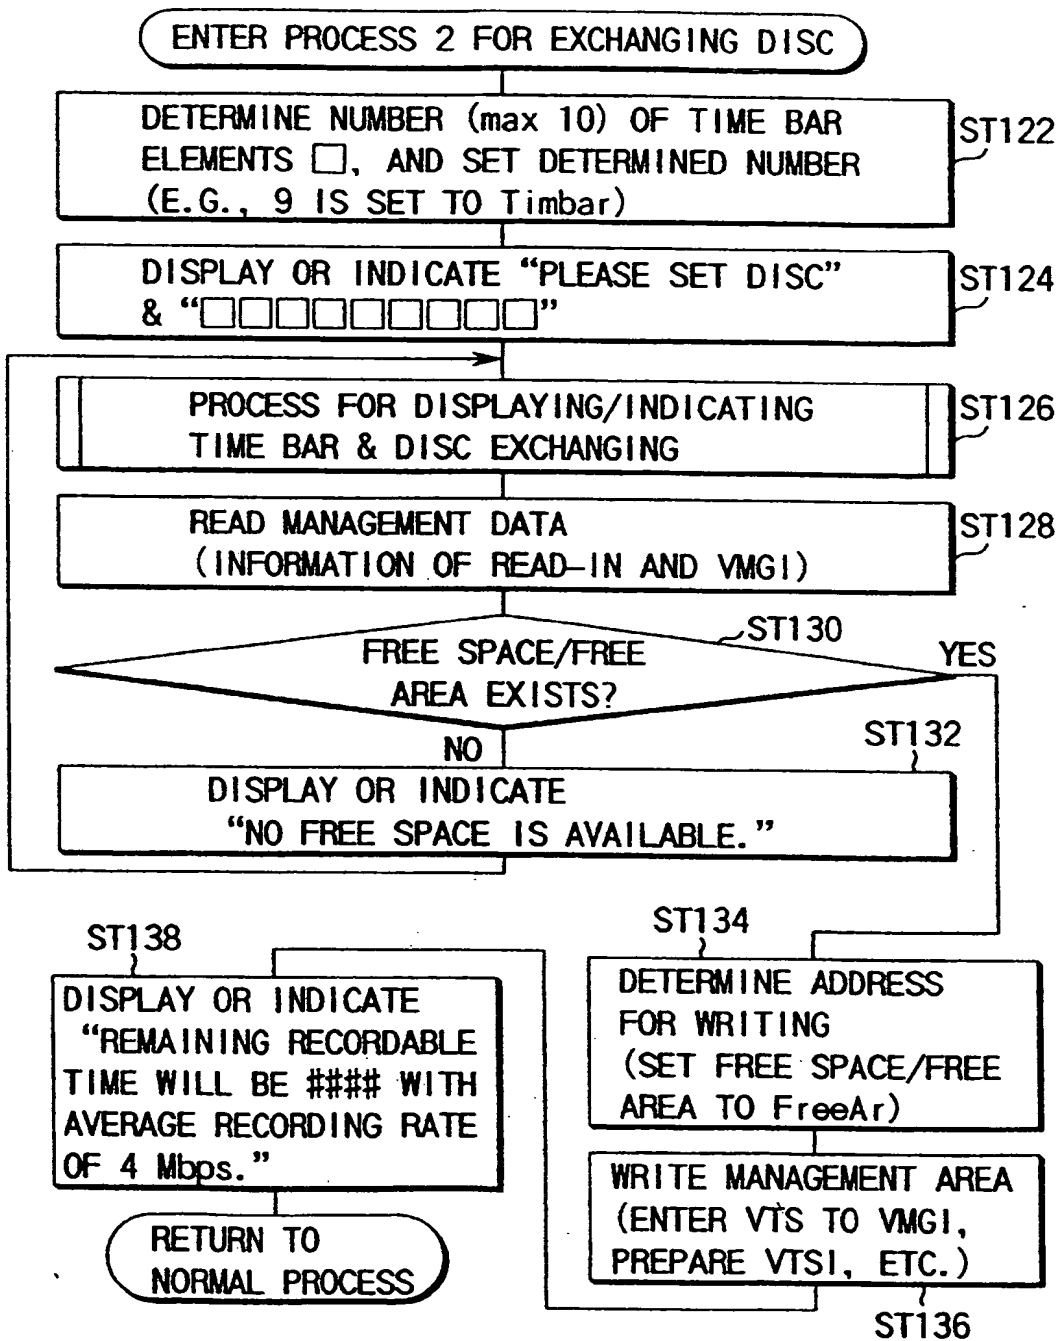 ENTER PROCESS 2 FOR EXCHANGING DISC
DETERMINE NUMBER (max 10) OF TIME BAR
ELEMENTS □, AND SET DETERMINED NUMBER
(E.G., 9 IS SET TO Timbar)
ST122
DISPLAY OR INDICATE “PLEASE SET DISC”
& “□□□□□□□□□”
ST124
PROCESS FOR DISPLAYING/INDICATING
TIME BAR & DISC EXCHANGING
ST126
READ MANAGEMENT DATA
(INFORMATION OF READ-IN AND VMGI)
ST128
ST130
FREE SPACE/FREE
AREA EXISTS?
YES
NO
ST132
DISPLAY OR INDICATE
“NO FREE SPACE IS AVAILABLE.”
ST134
DETERMINE ADDRESS
FOR WRITING
(SET FREE SPACE/FREE
AREA TO FreeAr)
WRITE MANAGEMENT AREA
(ENTER VTS TO VMGI,
PREPARE VTSI, ETC.)
ST136
ST138
DISPLAY OR INDICATE
“REMAINING RECORDABLE
TIME WILL BE #### WITH
AVERAGE RECORDING RATE
OF 4 Mbps.”
RETURN TO
NORMAL PROCESS